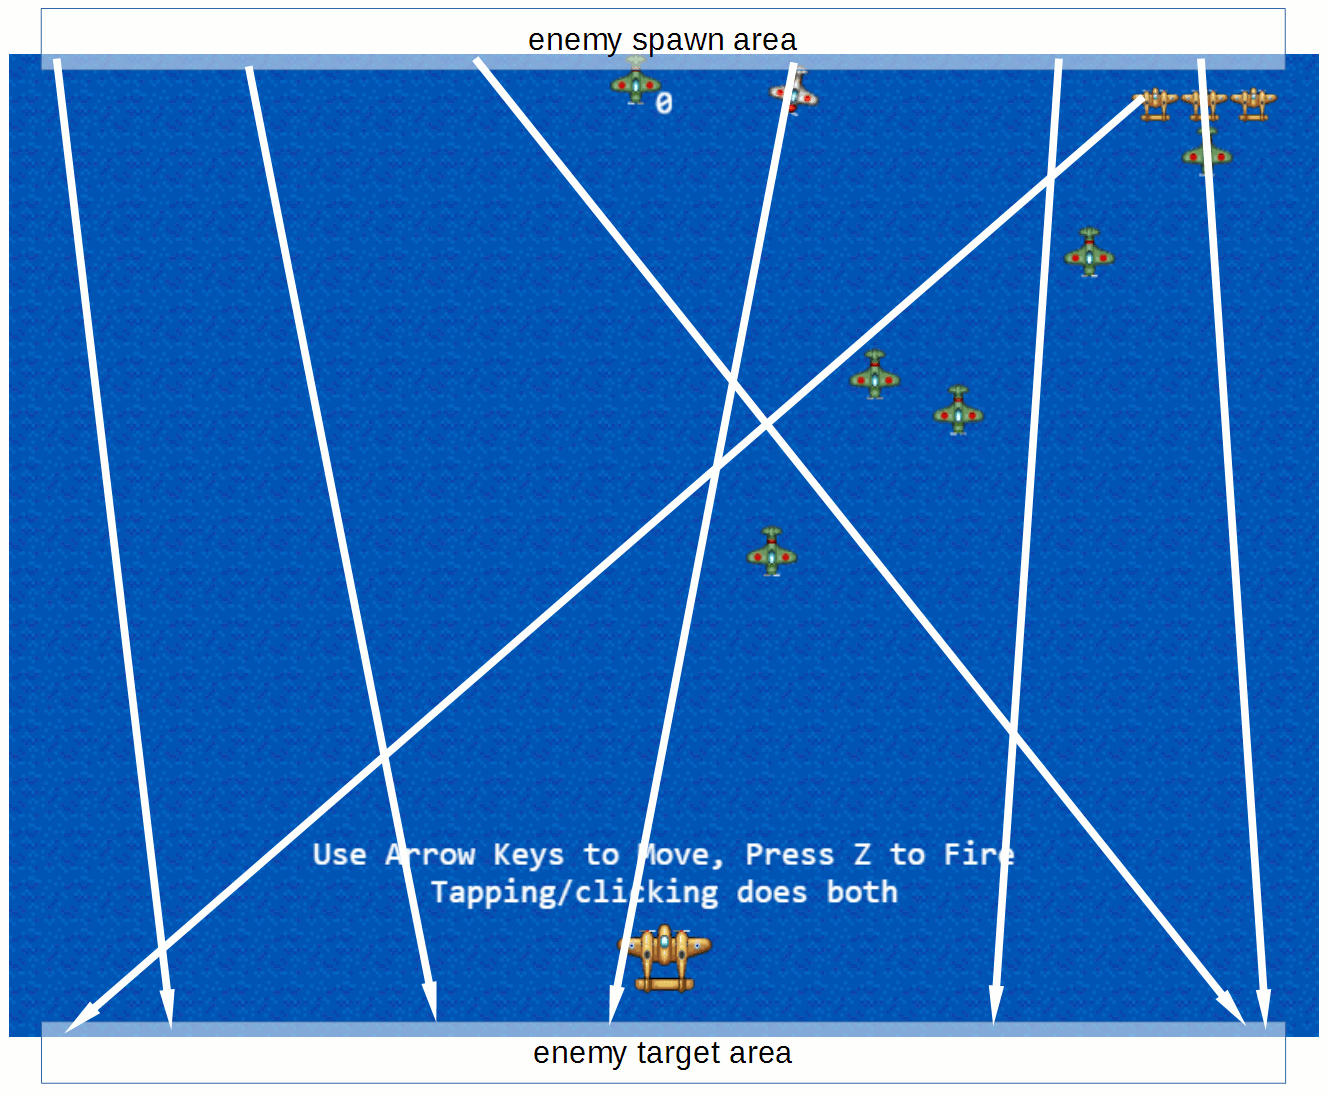 enemy spawn area
0
Use Arrow Keys to Move, Press Z to Fire
Tapping/clicking does both
enemy target area